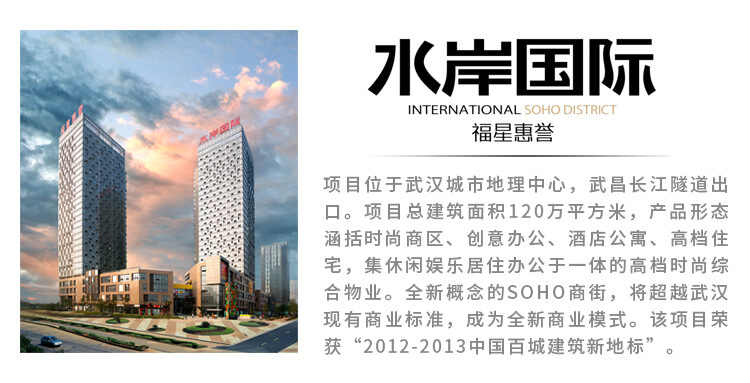 水岸国际
水岸国际
INTERNATIONAL SOHO DISTRICT
福星惠誉
项目位于武汉城市地理中心，武昌长江隧道出
口。项目总建筑面积120万平方米，产品形态
涵括时尚商区、创意办公、酒店公寓、高档住
宅，集休闲娱乐居住办公于一体的高档时尚综
合物业。全新概念的SOHO商街，将超越武汉
现有商业标准，成为全新商业模式。该项目荣
获“2012-2013中国百城建筑新地标”。